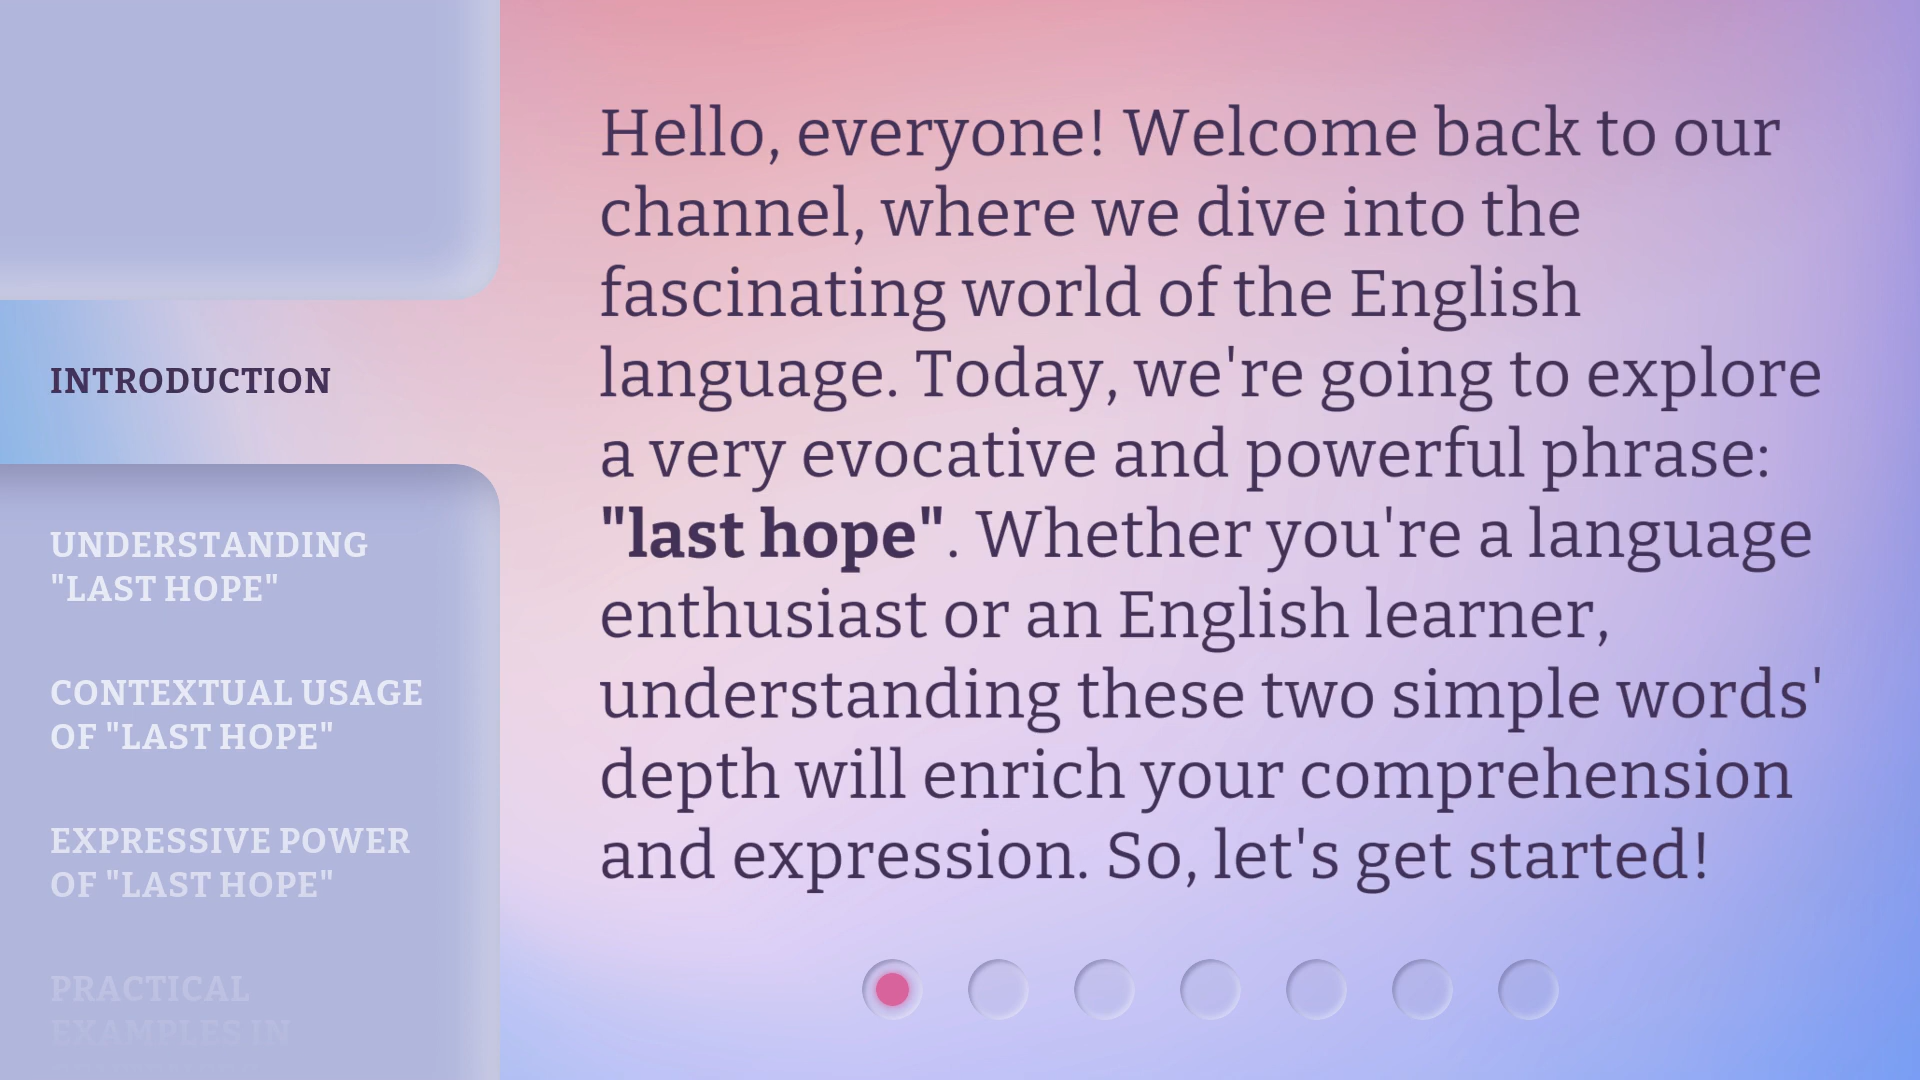 INTRODUCTION
UNDERSTANDING
"LAST HOPE"
CONTEXTUAL USAGE
OF "LAST HOPE"
EXPRESSIVE POWER
OF "LAST HOPE"
PRACTICAL
EXAMPLES IN
Hello, everyone! Welcome back to our
channel, where we dive into the
fascinating world of the English
language. Today, we're going to explore
a very evocative and powerful phrase:
"last hope". Whether you're a language
enthusiast or an English learner,
understanding these two simple words'
depth will enrich your comprehension
and expression. So, let's get started!